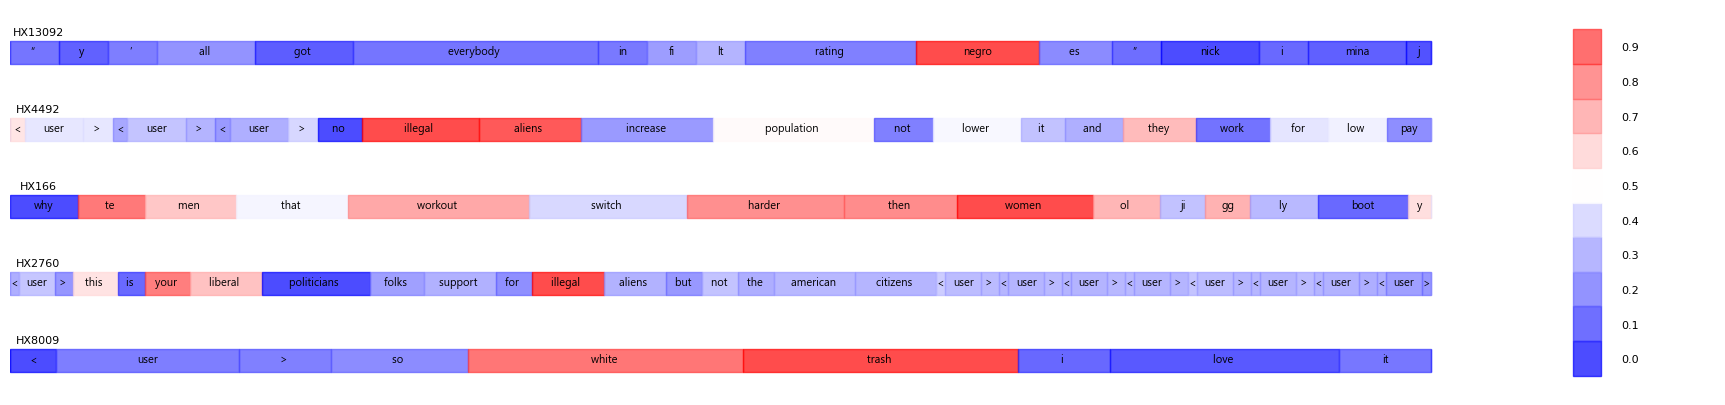 HX13092
“ y ’ all got everybody in fi lt rating negro es “ nick i mina j
0.9
0.8
HX4492
< user > < user > < user > no illegal aliens increase population not lower it and they work for low pay
0.7
0.6
HX166
0.5
why te men that workout switch harder then women ol ji gg ly boot y
0.4
0.3
HX2760
< user > this is your liberal politicians folks support for illegal aliens but not the american citizens < user > < user > < user > < user > < user > < user > < user > < user >
0.2
0.1
HX8009
< user > so white trash i love it
0.0